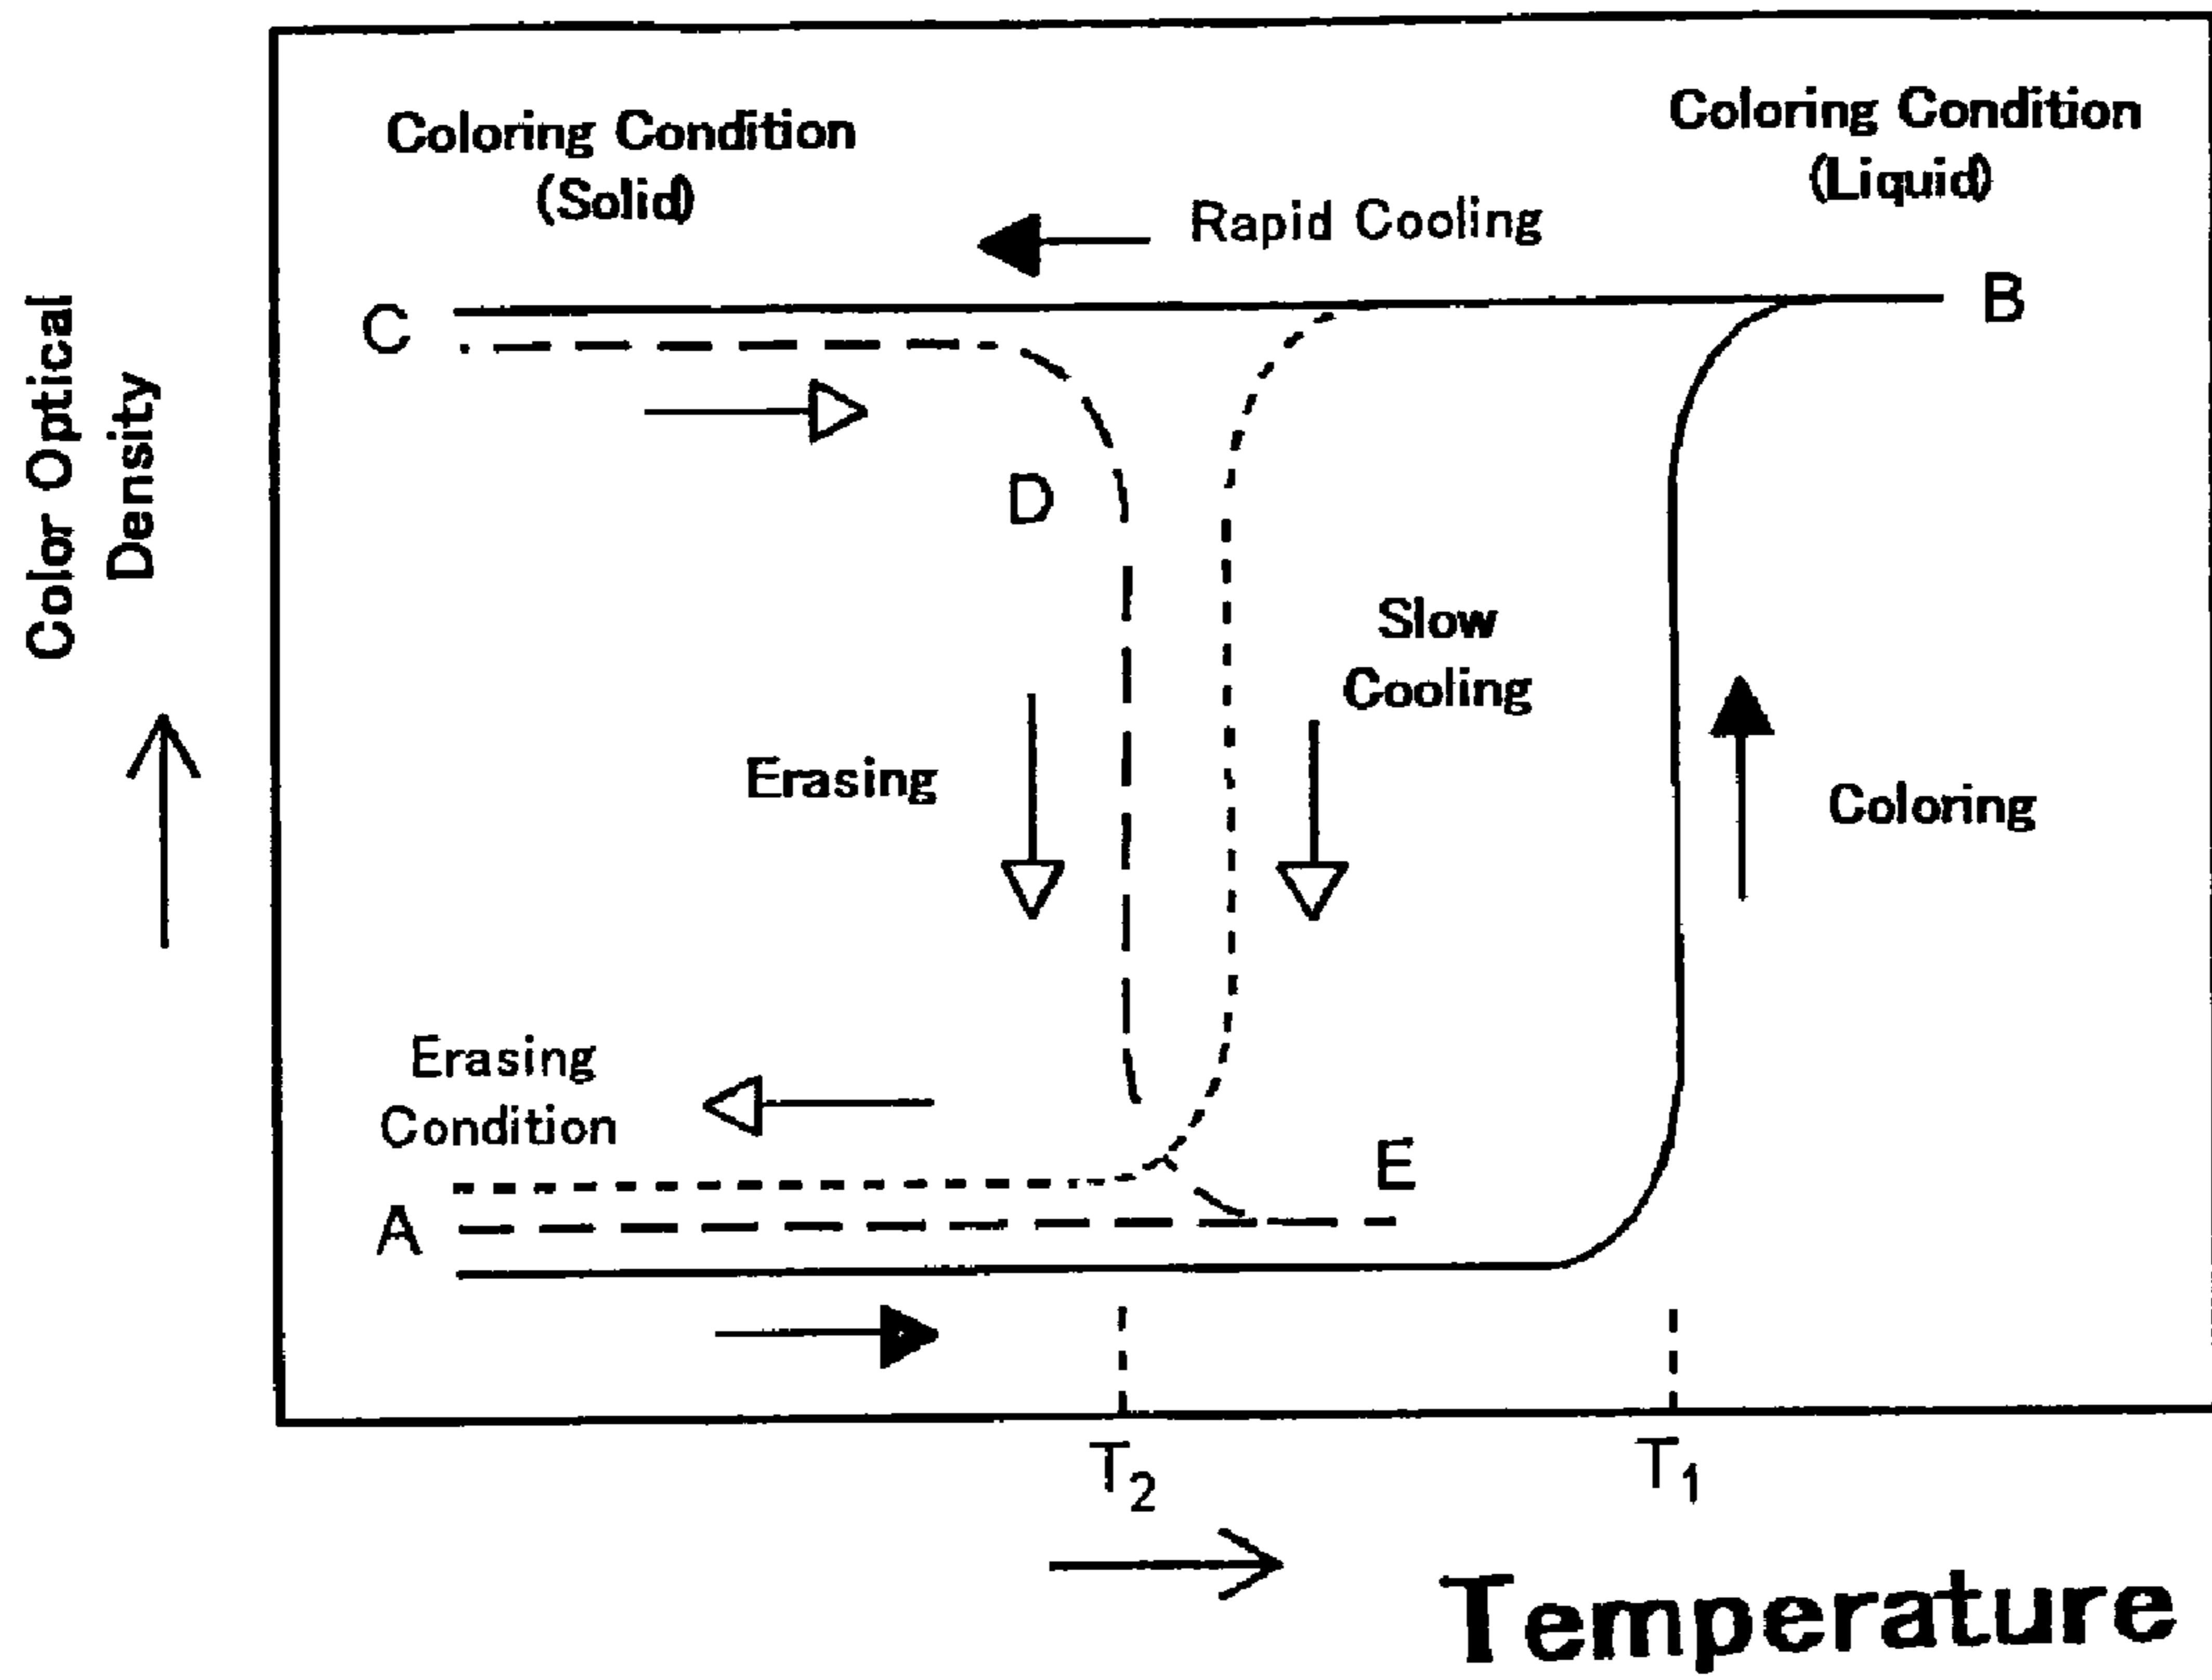 Coloring Condition
(Solid)
Coloring Condition
(Liquid)
Rapid Cooling
C
B
D
Color Optical
Density
Slow
Cooling
Erasing
Coloring
Erasing
Condition
E
A
T2
T1
Temperature